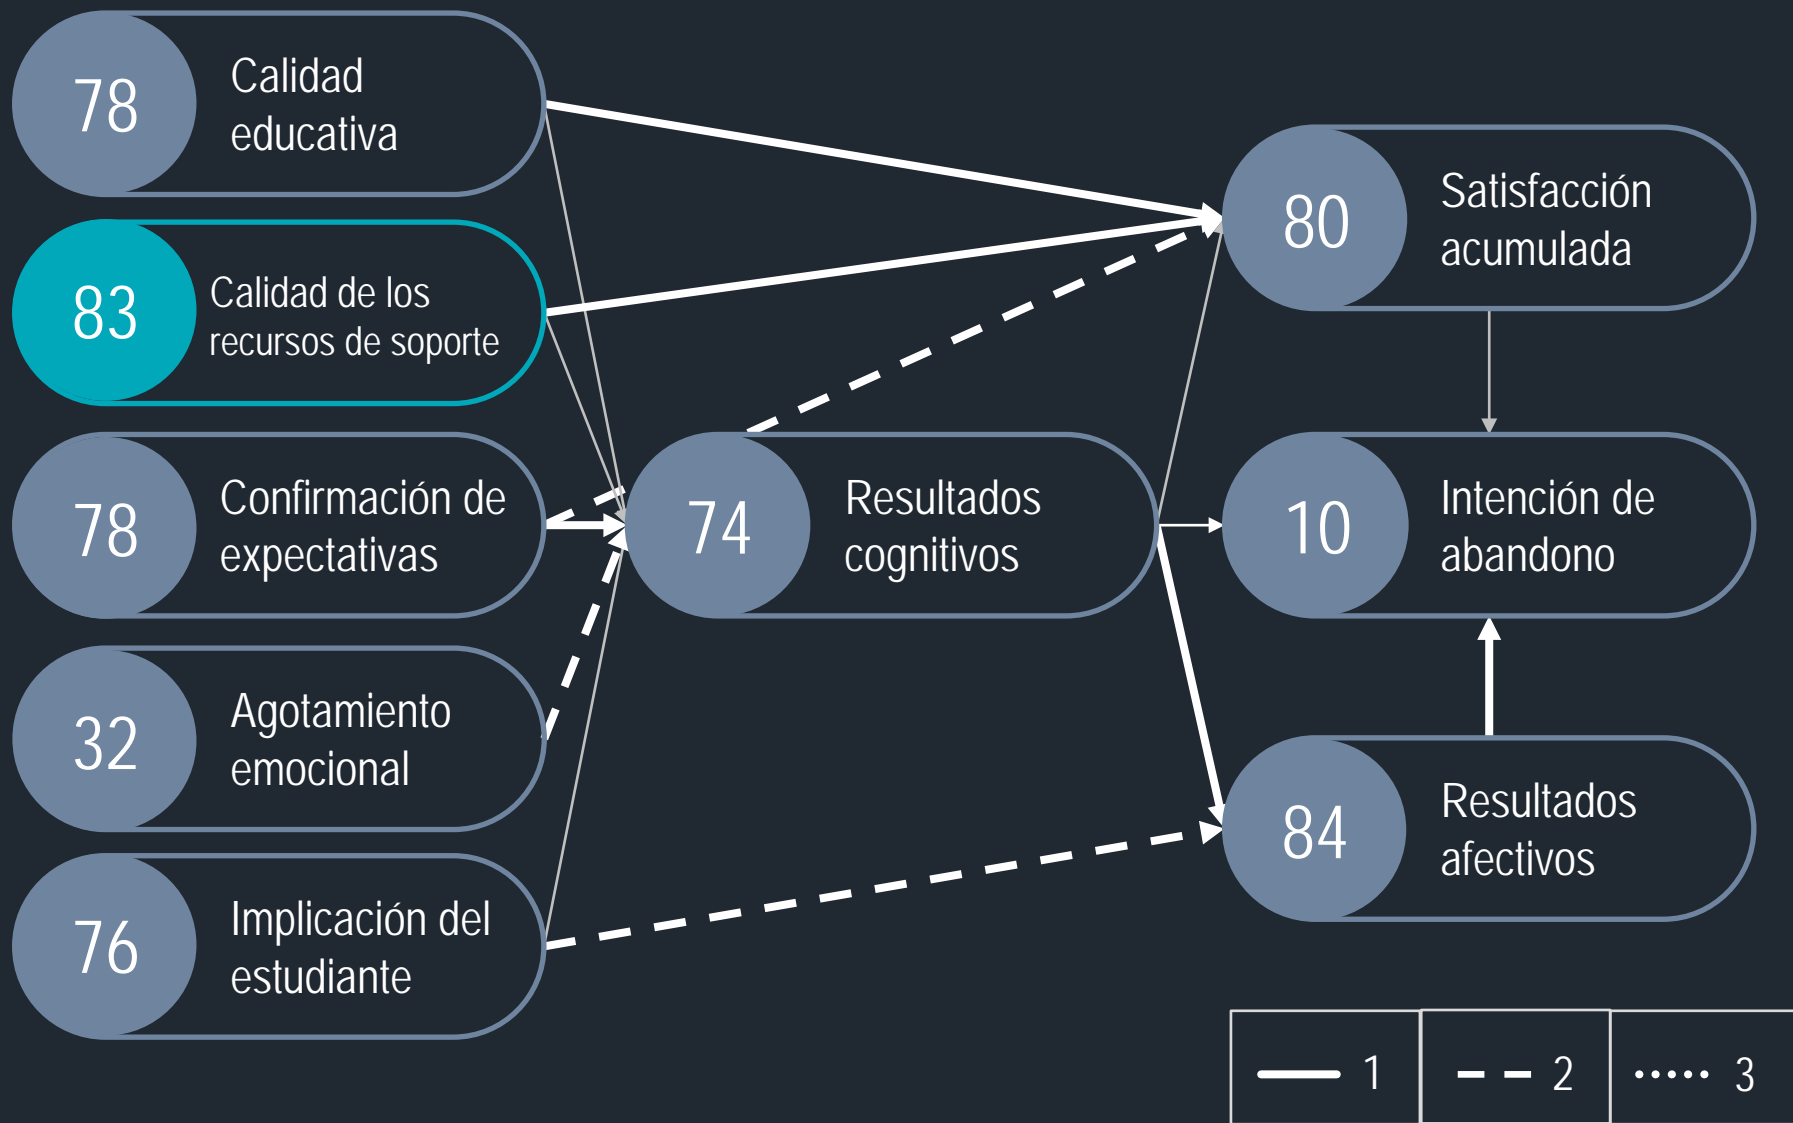 78
Calidad
educativa
83
Calidad de los
recursos de soporte
78
Confirmación de
expectativas
32
Agotamiento
emocional
76
Implicación del
estudiante
74
Resultados
cognitivos
80
Satisfacción
acumulada
10
Intención de
abandono
84
Resultados
afectivos
1
2
3